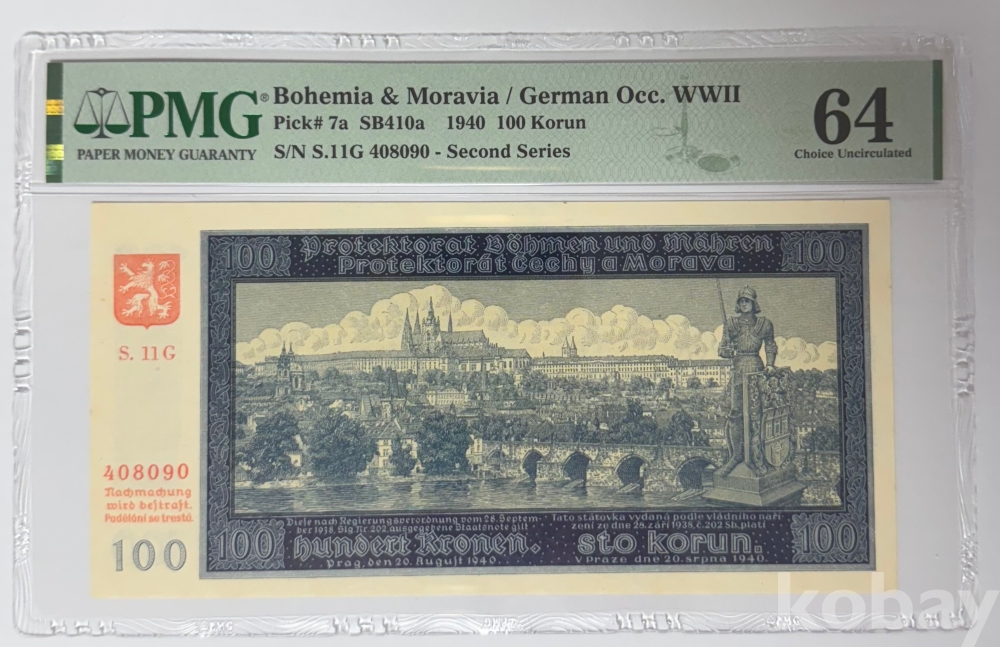 PMG®
PAPER MONEY GUARANTY
Bohemia & Moravia / German Occ. WWII
Pick# 7a SB410a 1940 100 Korun
S/N S.11G 408090 - Second Series
64
Choice Uncirculated
100 Protektorat Böhmen und Mähren 100
Protektorát Čechy a Morava
S. 11G
408090
Nachmachung
wird bestraft.
Padělání se trestá.
100
Diese nach Regierungsverordnung vom 28. Septem-
ber 1938, Slg Nr. 202, ausgegebene Staatsnote gilt
100 hundert Kronen.
Prag, den 20. August 1940.
Tato státovka vydaná podle vládního naří-
zení ze dne 28. září 1938, č. 202 Sb. platí
sto korun. 100
V Praze dne 20. srpna 1940.
kobay